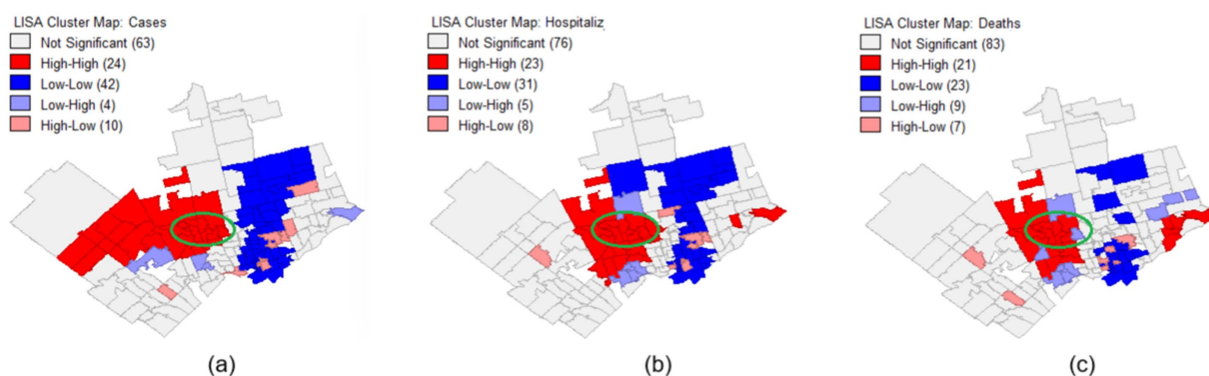 LISA Cluster Map: Cases
Not Significant (63)
High-High (24)
Low-Low (42)
Low-High (4)
High-Low (10)
(a)
LISA Cluster Map: Hospitaliz
Not Significant (76)
High-High (23)
Low-Low (31)
Low-High (5)
High-Low (8)
(b)
LISA Cluster Map: Deaths
Not Significant (83)
High-High (21)
Low-Low (23)
Low-High (9)
High-Low (7)
(c)